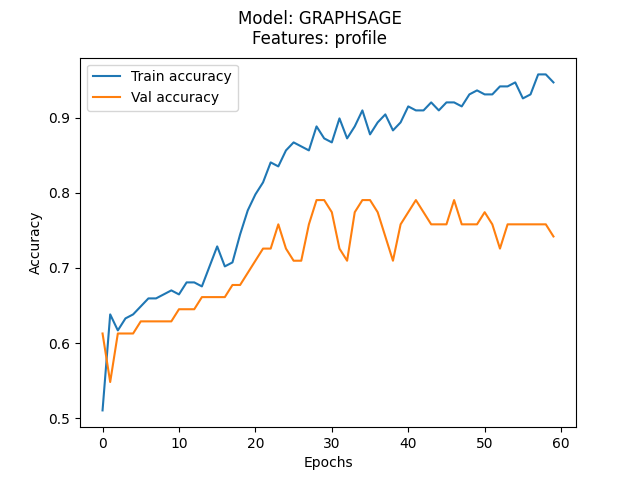 Model: GRAPHSAGE
Features: profile
Train accuracy
Val accuracy
Accuracy
0.9
0.8
0.7
0.6
0.5
0 10 20 30 40 50 60
Epochs